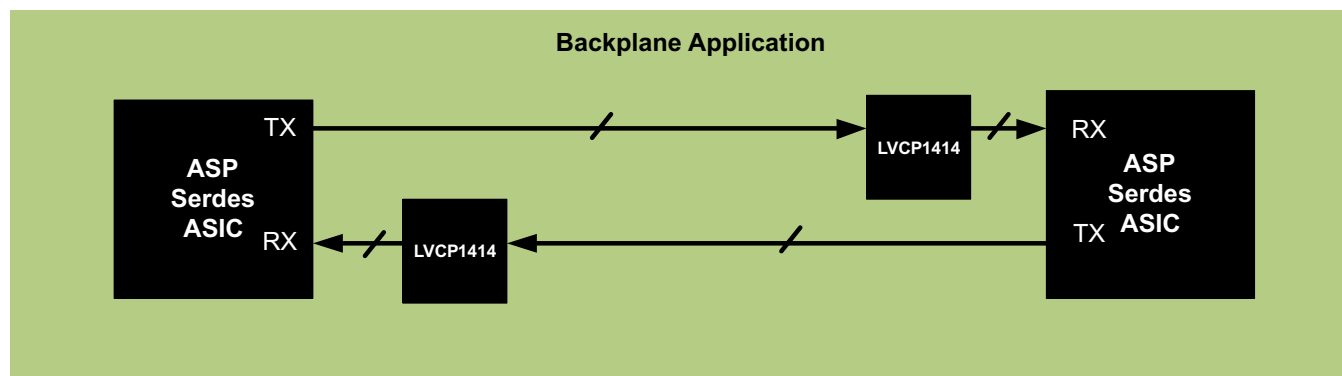 Backplane Application
TX
ASP
Serdes
ASIC
RX
LVCP1414
LVCP1414
RX
ASP
Serdes
ASIC
TX